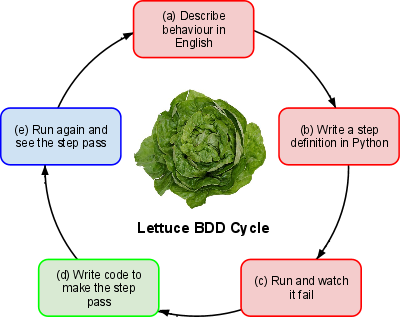 (a) Describe
behaviour in
English
(b) Write a step
definition in Python
(c) Run and watch
it fail
(d) Write code to
make the step
pass
(e) Run again and
see the step pass
Lettuce BDD Cycle